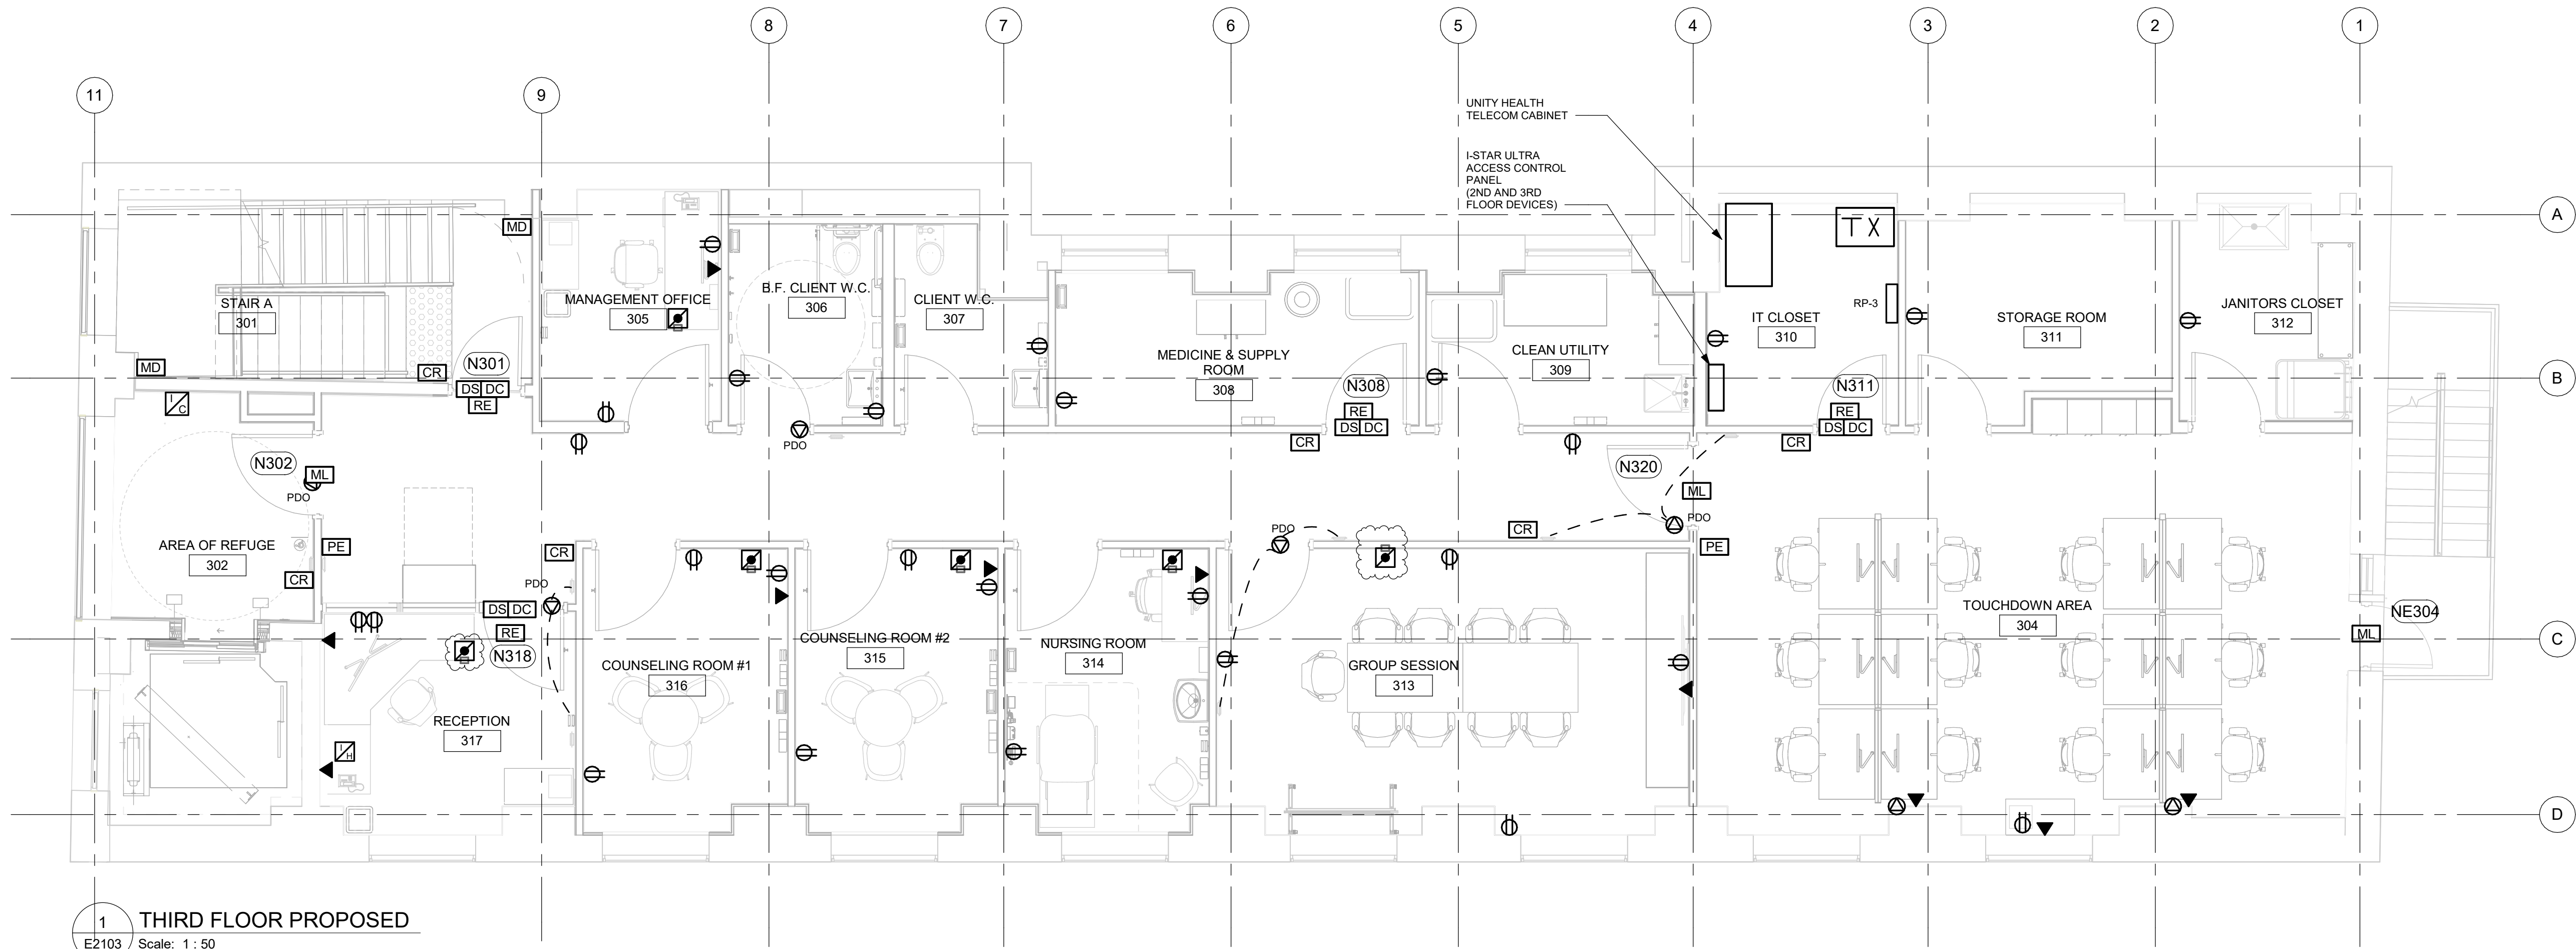 8
7
6
5
4
3
2
1
11
9
UNITY HEALTH
TELECOM CABINET
I-STAR ULTRA
ACCESS CONTROL
PANEL
(2ND AND 3RD
FLOOR DEVICES)
A
MD
TX
STAIR A
301
MANAGEMENT OFFICE
305
B.F. CLIENT W.C.
306
CLIENT W.C.
307
RP-3
IT CLOSET
310
STORAGE ROOM
311
JANITORS CLOSET
312
MEDICINE & SUPPLY
ROOM
308
CLEAN UTILITY
309
MD
CR
N301
DS DC
RE
B
N308
RE
DS DC
CR
N311
RE
DS DC
CR
I/C
PDO
N302
ML
PDO
N320
ML
PDO
PDO
CR
AREA OF REFUGE
302
PE
CR
CR
PE
PDO
DS DC
RE
N318
TOUCHDOWN AREA
304
NE304
ML
C
COUNSELING ROOM #1
316
COUNSELING ROOM #2
315
NURSING ROOM
314
GROUP SESSION
313
RECEPTION
317
I/H
D
1
E2103
THIRD FLOOR PROPOSED
Scale: 1 : 50